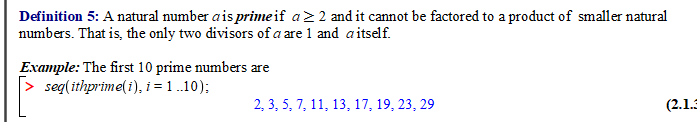 Definition 5: A natural number a is prime if a ≥ 2 and it cannot be factored to a product of smaller natural
numbers. That is, the only two divisors of a are 1 and a itself.
Example: The first 10 prime numbers are
> seq(ithprime(i), i = 1 ..10);
2, 3, 5, 7, 11, 13, 17, 19, 23, 29
(2.1.